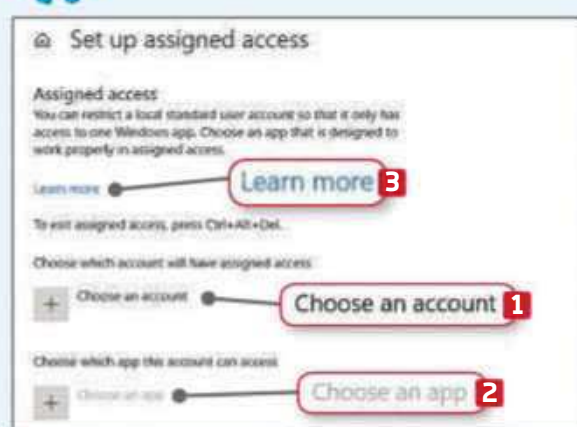 Set up assigned access
Assigned access
You can restrict a local standard user account so that it only has
access to one Windows app. Choose an app that is designed to
work properly in assigned access.
Learn more
Learn more 3
To exit assigned access, press Ctrl+Alt+Del.
Choose which account will have assigned access
+ Choose an account
Choose an account 1
Choose which app this account can access
+ Choose an app
Choose an app 2